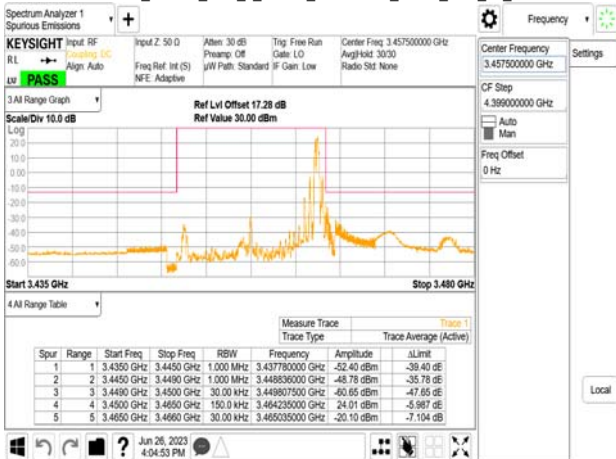 Spectrum Analyzer 1
Spurious Emissions
+
Frequency
KEYSIGHT Input: RF Input Z: 50 Ω Atten: 30 dB Trig: Free Run Center Freq: 3.457500000 GHz
RL Coupling: DC Preamp: Off Gate: LO Avg|Hold: 30/30
Align: Auto Freq Ref: Int (S) µW Path: Standard IF Gain: Low Radio Std: None
NFE: Adaptive
LV PASS
Center Frequency
3.457500000 GHz
Settings
CF Step
4.399000000 GHz
Auto
Man
Freq Offset
0 Hz
Local
3 All Range Graph
Ref Lvl Offset 17.28 dB
Scale/Div 10.0 dB Ref Value 30.00 dBm
Log
20.0
10.0
0.00
-10.0
-20.0
-30.0
-40.0
-50.0
-60.0
Start 3.435 GHz Stop 3.480 GHz
4 All Range Table
Measure Trace Trace 1
Trace Type Trace Average (Active)
Spur Range Start Freq Stop Freq RBW Frequency Amplitude ΔLimit
1 1 3.4350 GHz 3.4450 GHz 1.000 MHz 3.437780000 GHz -52.40 dBm -39.40 dB
2 2 3.4450 GHz 3.4490 GHz 1.000 MHz 3.448836000 GHz -48.78 dBm -35.78 dB
3 3 3.4490 GHz 3.4500 GHz 30.00 kHz 3.449807500 GHz -60.65 dBm -47.65 dB
4 4 3.4500 GHz 3.4650 GHz 150.0 kHz 3.464235000 GHz 24.01 dBm -5.987 dB
5 5 3.4650 GHz 3.4660 GHz 30.00 kHz 3.465035000 GHz -20.10 dBm -7.104 dB
?
Jun 26, 2023
4:04:53 PM